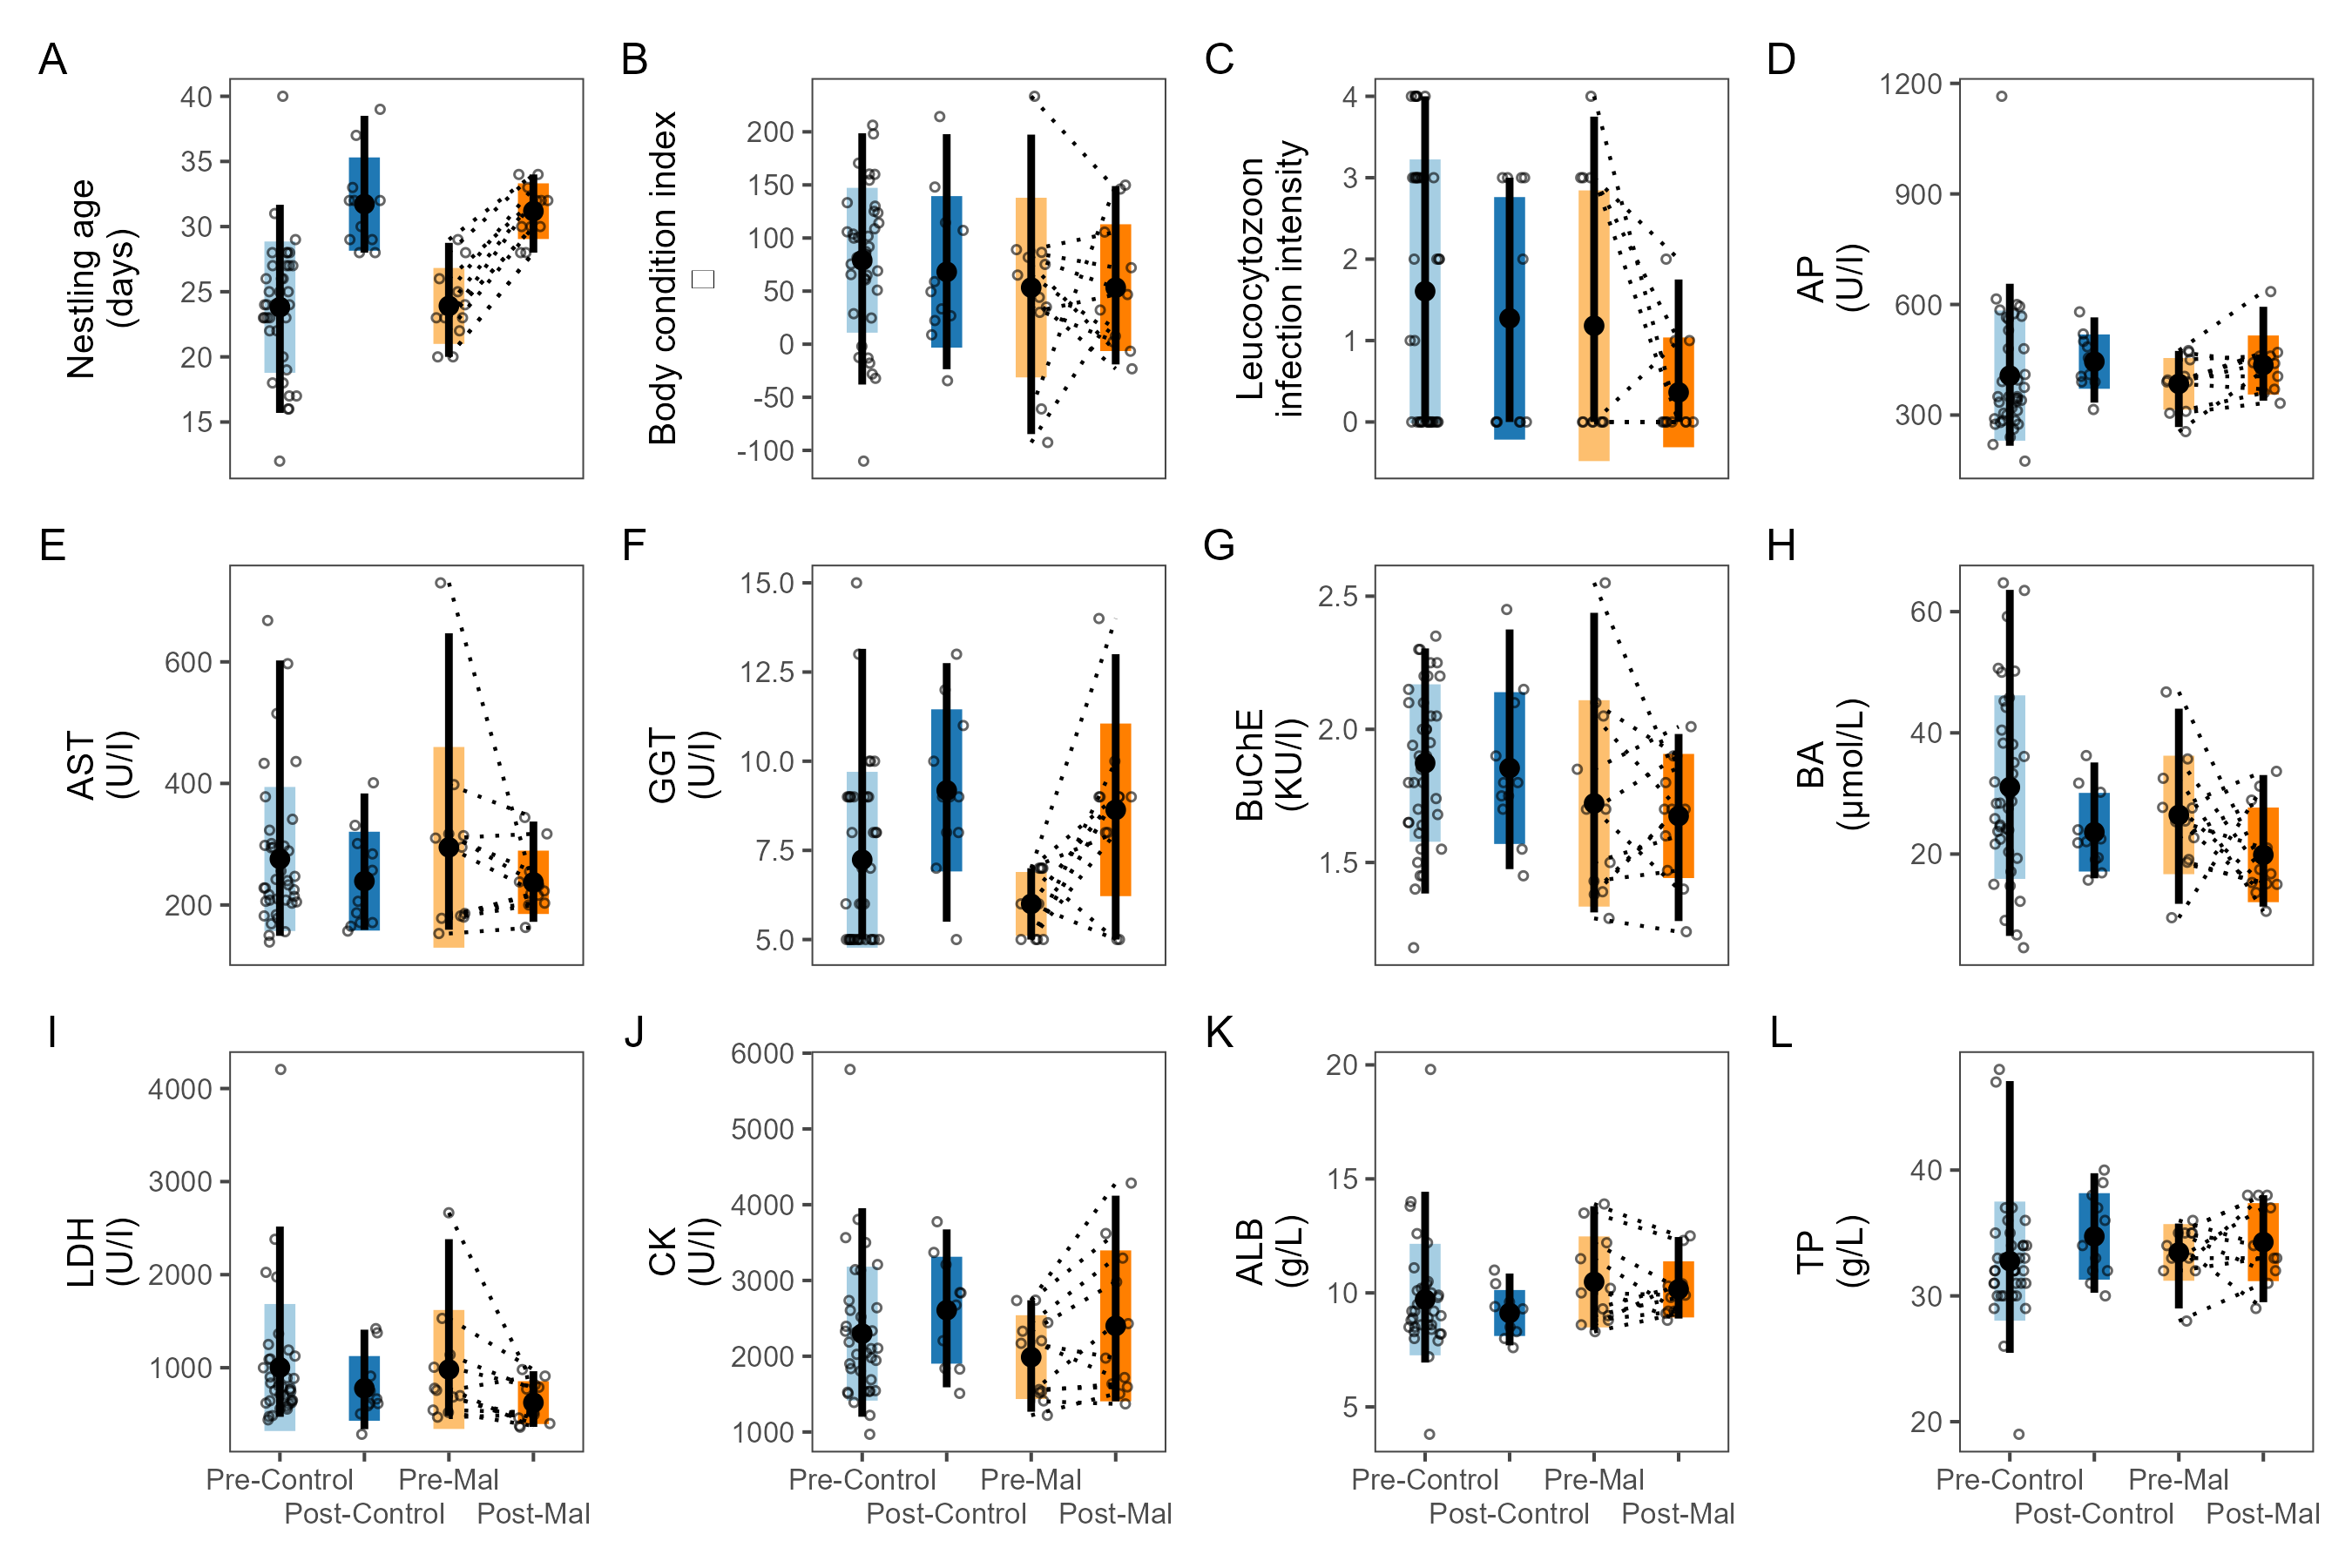 A
B
C
D
Nestling age
(days)
40
35
30
25
20
15
Body condition index
200
150
100
50
0
-50
-100
Leucocytozoon
infection intensity
4
3
2
1
0
AP
(U/l)
1200
900
600
300
E
F
G
H
AST
(U/l)
600
400
200
GGT
(U/l)
15.0
12.5
10.0
7.5
5.0
BuChE
(KU/l)
2.5
2.0
1.5
BA
(µmol/L)
60
40
20
I
J
K
L
LDH
(U/l)
4000
3000
2000
1000
CK
(U/l)
6000
5000
4000
3000
2000
1000
ALB
(g/L)
20
15
10
5
TP
(g/L)
40
30
20
Pre-Control Pre-Mal
Post-Control Post-Mal
Pre-Control Pre-Mal
Post-Control Post-Mal
Pre-Control Pre-Mal
Post-Control Post-Mal
Pre-Control Pre-Mal
Post-Control Post-Mal